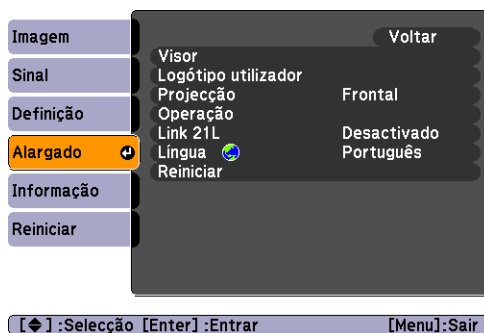 Imagem
Sinal
Definição
Alargado
Informação
Reiniciar
Voltar
Visor
Logótipo utilizador
Projecção Frontal
Operação
Link 21L Desactivado
Língua Português
Reiniciar
[◆] :Selecção [Enter] :Entrar [Menu]:Sair